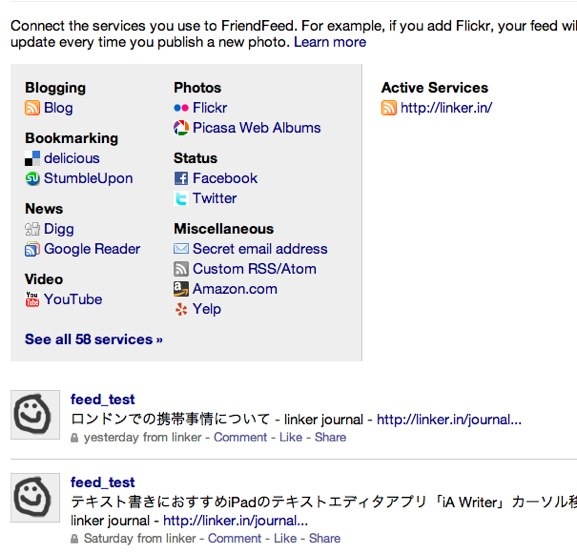 Connect the services you use to FriendFeed. For example, if you add Flickr, your feed wil
update every time you publish a new photo. Learn more
Blogging
Blog
Bookmarking
delicious
StumbleUpon
News
Digg
Google Reader
Video
YouTube
Photos
Flickr
Picasa Web Albums
Status
Facebook
Twitter
Miscellaneous
Secret email address
Custom RSS/Atom
Amazon.com
Yelp
See all 58 services »
Active Services
http://linker.in/
feed_test
ロンドンでの携帯事情について - linker journal - http://linker.in/journal...
yesterday from linker - Comment - Like - Share
feed_test
テキスト書きにおすすめiPadのテキストエディタアプリ「iA Writer」カーソル検
linker journal - http://linker.in/journal...
Saturday from linker - Comment - Like - Share